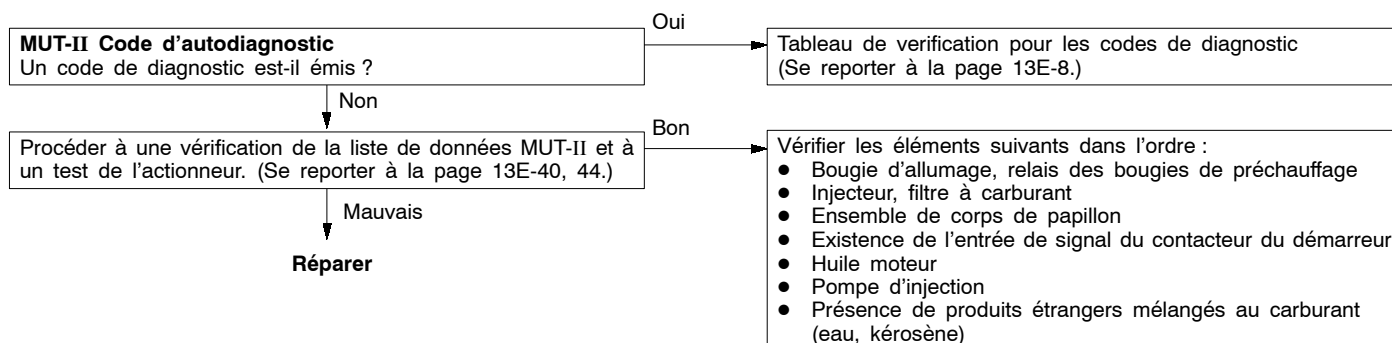 MUT-II Code d'autodiagnostic
Un code de diagnostic est-il émis ?
Oui
Tableau de verification pour les codes de diagnostic
(Se reporter à la page 13E-8.)
Non
Procéder à une vérification de la liste de données MUT-II et à
un test de l'actionneur. (Se reporter à la page 13E-40, 44.)
Bon
Vérifier les éléments suivants dans l'ordre :
● Bougie d'allumage, relais des bougies de préchauffage
● Injecteur, filtre à carburant
● Ensemble de corps de papillon
● Existence de l'entrée de signal du contacteur du démarreur
● Huile moteur
● Pompe d'injection
● Présence de produits étrangers mélangés au carburant
(eau, kérosène)
Mauvais
Réparer